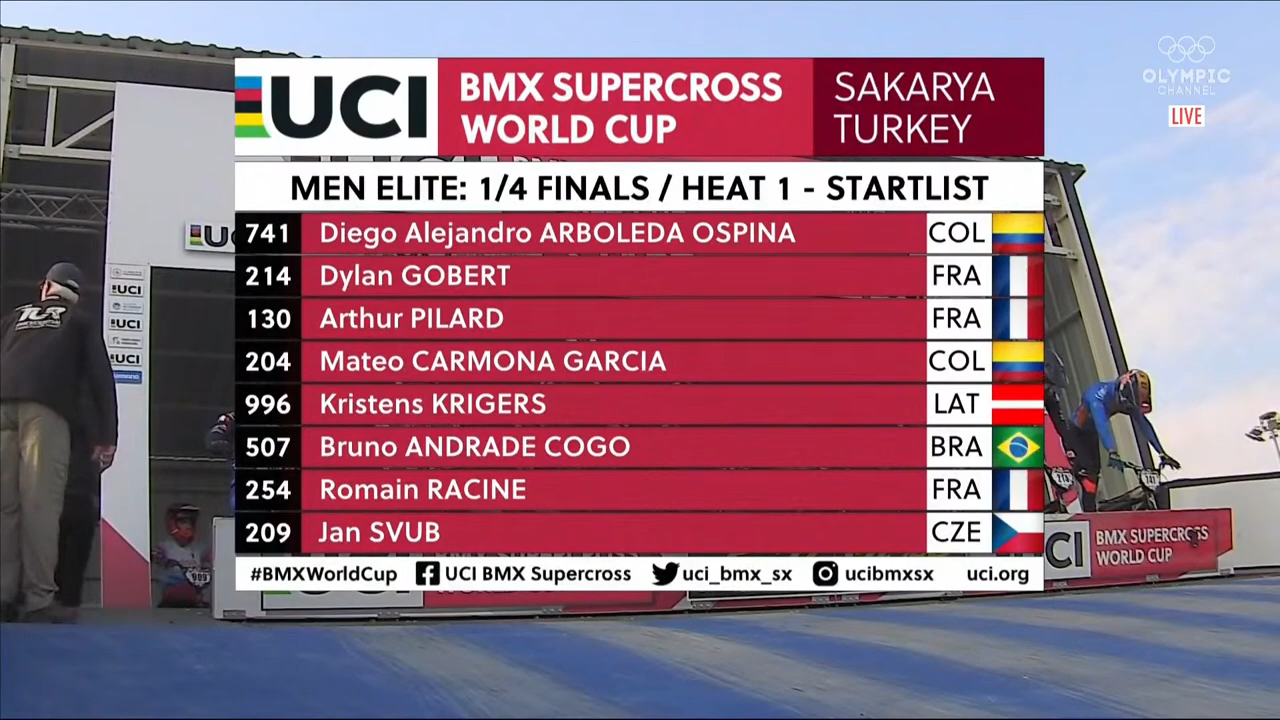 UCI
BMX SUPERCROSS
WORLD CUP
SAKARYA
TURKEY
OLYMPIC
CHANNEL
LIVE
MEN ELITE: 1/4 FINALS / HEAT 1 - STARTLIST
741 Diego Alejandro ARBOLEDA OSPINA COL
214 Dylan GOBERT FRA
130 Arthur PILARD FRA
204 Mateo CARMONA GARCIA COL
996 Kristens KRIGERS LAT
507 Bruno ANDRADE COGO BRA
254 Romain RACINE FRA
209 Jan SVUB CZE
#BMXWorldCup UCI BMX Supercross uci_bmx_sx ucibmxsx uci.org
UCI
UCI
UCI
BMX SUPERCROSS
WORLD CUP